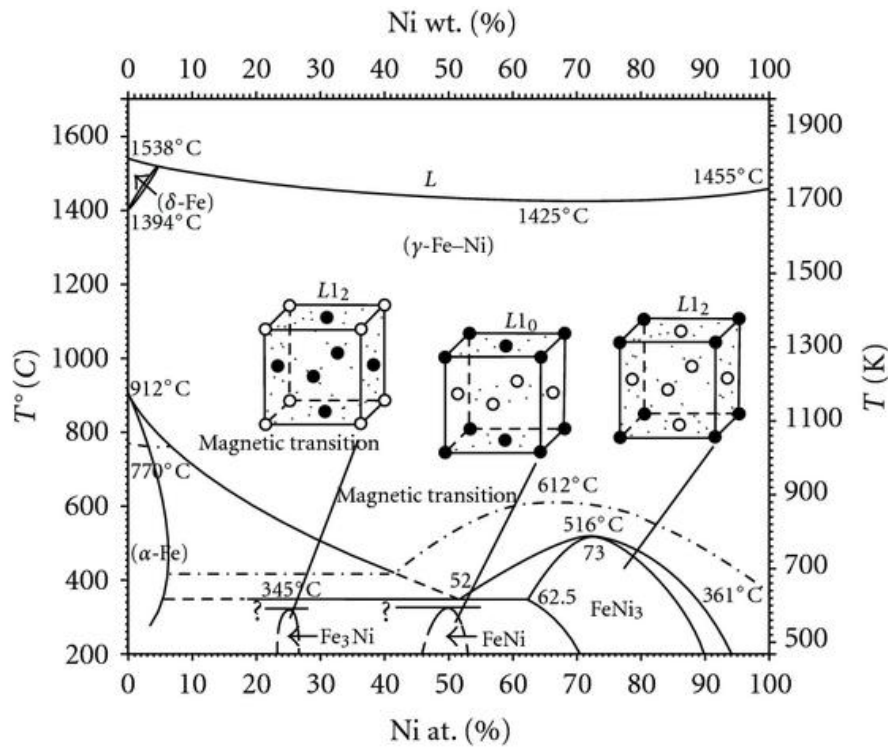 Ni wt. (%)
0 10 20 30 40 50 60 70 80 90 100
1600
1400
1200
1000
800
600
400
200
T° (C)
1900
1700
1500
1300
1100
900
700
500
T (K)
1538°C
(δ-Fe)
1394°C
L
1455°C
1425°C
(γ-Fe–Ni)
L1₂
L1₀
L1₂
912°C
Magnetic transition
770°C
Magnetic transition
612°C
516°C
73
(α-Fe)
345°C
52
62.5
FeNi₃
361°C
?
Fe₃Ni
?
FeNi
0 10 20 30 40 50 60 70 80 90 100
Ni at. (%)